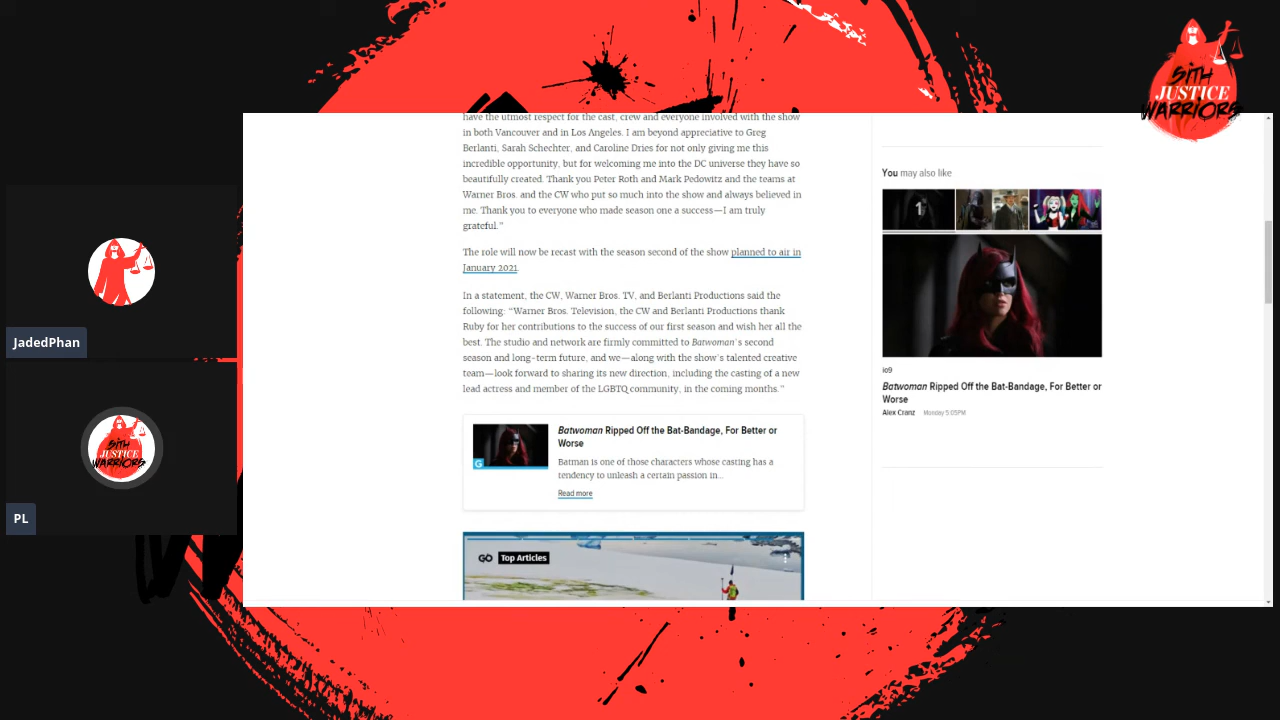 SITH
JUSTICE
WARRIORS
JadedPhan
SITH
JUSTICE
WARRIORS
PL
have the utmost respect for the cast, crew and everyone involved with the show
in both Vancouver and in Los Angeles. I am beyond appreciative to Greg
Berlanti, Sarah Schechter, and Caroline Dries for not only giving me this
incredible opportunity, but for welcoming me into the DC universe they have so
beautifully created. Thank you Peter Roth and Mark Pedowitz and the teams at
Warner Bros. and the CW who put so much into the show and always believed in
me. Thank you to everyone who made season one a success—I am truly
grateful."
The role will now be recast with the season second of the show planned to air in
January 2021.
In a statement, the CW, Warner Bros. TV, and Berlanti Productions said the
following: "Warner Bros. Television, the CW and Berlanti Productions thank
Ruby for her contributions to the success of our first season and wish her all the
best. The studio and network are firmly committed to Batwoman's second
season and long-term future, and we—along with the show's talented creative
team—look forward to sharing its new direction, including the casting of a new
lead actress and member of the LGBTQ community, in the coming months."
G
Batwoman Ripped Off the Bat-Bandage, For Better or
Worse
Batman is one of those characters whose casting has a
tendency to unleash a certain passion in...
Read more
GO Top Articles
You may also like
1
io9
Batwoman Ripped Off the Bat-Bandage, For Better or
Worse
Alex Cranz Monday 5:05PM